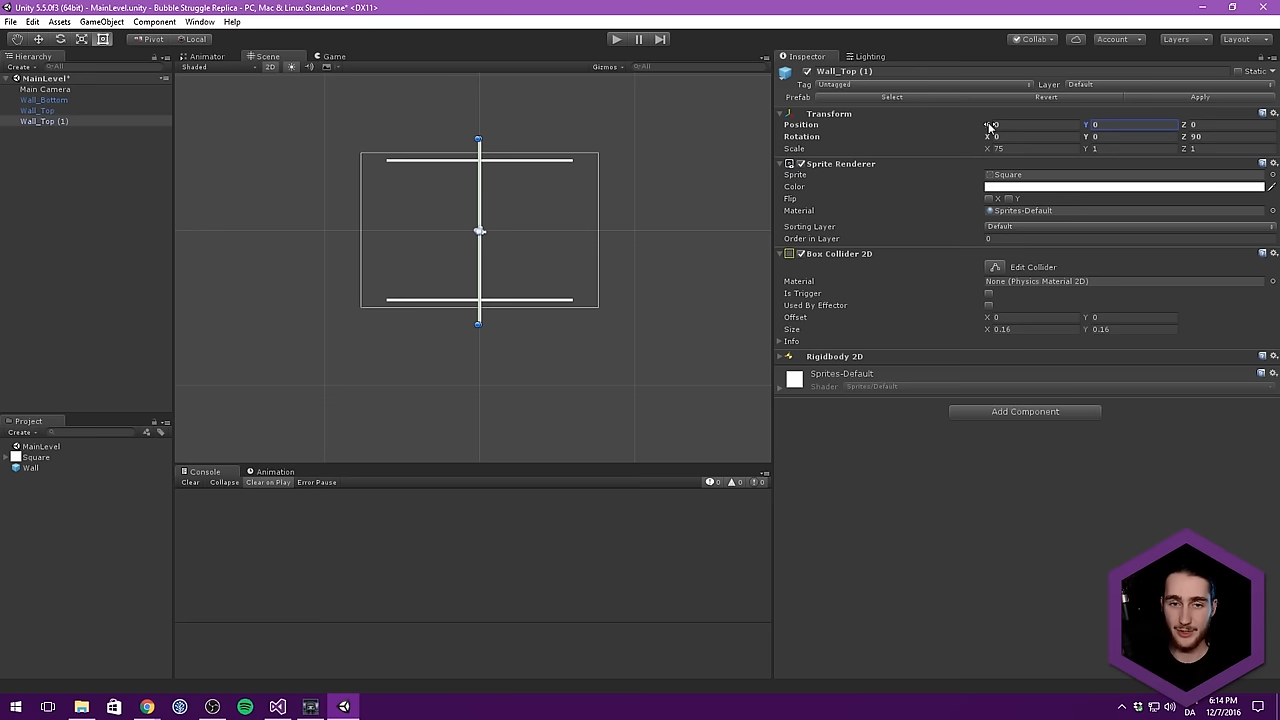 Unity 5.5.0f3 (64bit) - MainLevel.unity - Bubble Struggle Replica - PC, Mac & Linux Standalone* <DX11>
File Edit Assets GameObject Component Window Help
Pivot Local Collab Account Layers Layout
Hierarchy Animator Scene Game Inspector Lighting
Create All Shaded 2D Gizmos All
MainLevel*
Main Camera
Wall_Bottom
Wall_Top
Wall_Top (1)
Wall_Top (1) Static
Tag Untagged Layer Default
Prefab Select Revert Apply
Transform
Position 0 Y 0 Z 0
Rotation X 0 Y 0 Z 90
Scale X 75 Y 1 Z 1
Sprite Renderer
Sprite Square
Color
Flip X Y
Material Sprites-Default
Sorting Layer Default
Order in Layer 0
Box Collider 2D
Edit Collider
Material None (Physics Material 2D)
Is Trigger
Used By Effector
Offset X 0 Y 0
Size X 0.16 Y 0.16
Info
Rigidbody 2D
Sprites-Default
Shader Sprites/Default
Add Component
Project
Create
MainLevel
Square
Wall
Console Animation
Clear Collapse Clear on Play Error Pause 0 0 0
6:14 PM
DA
12/7/2016